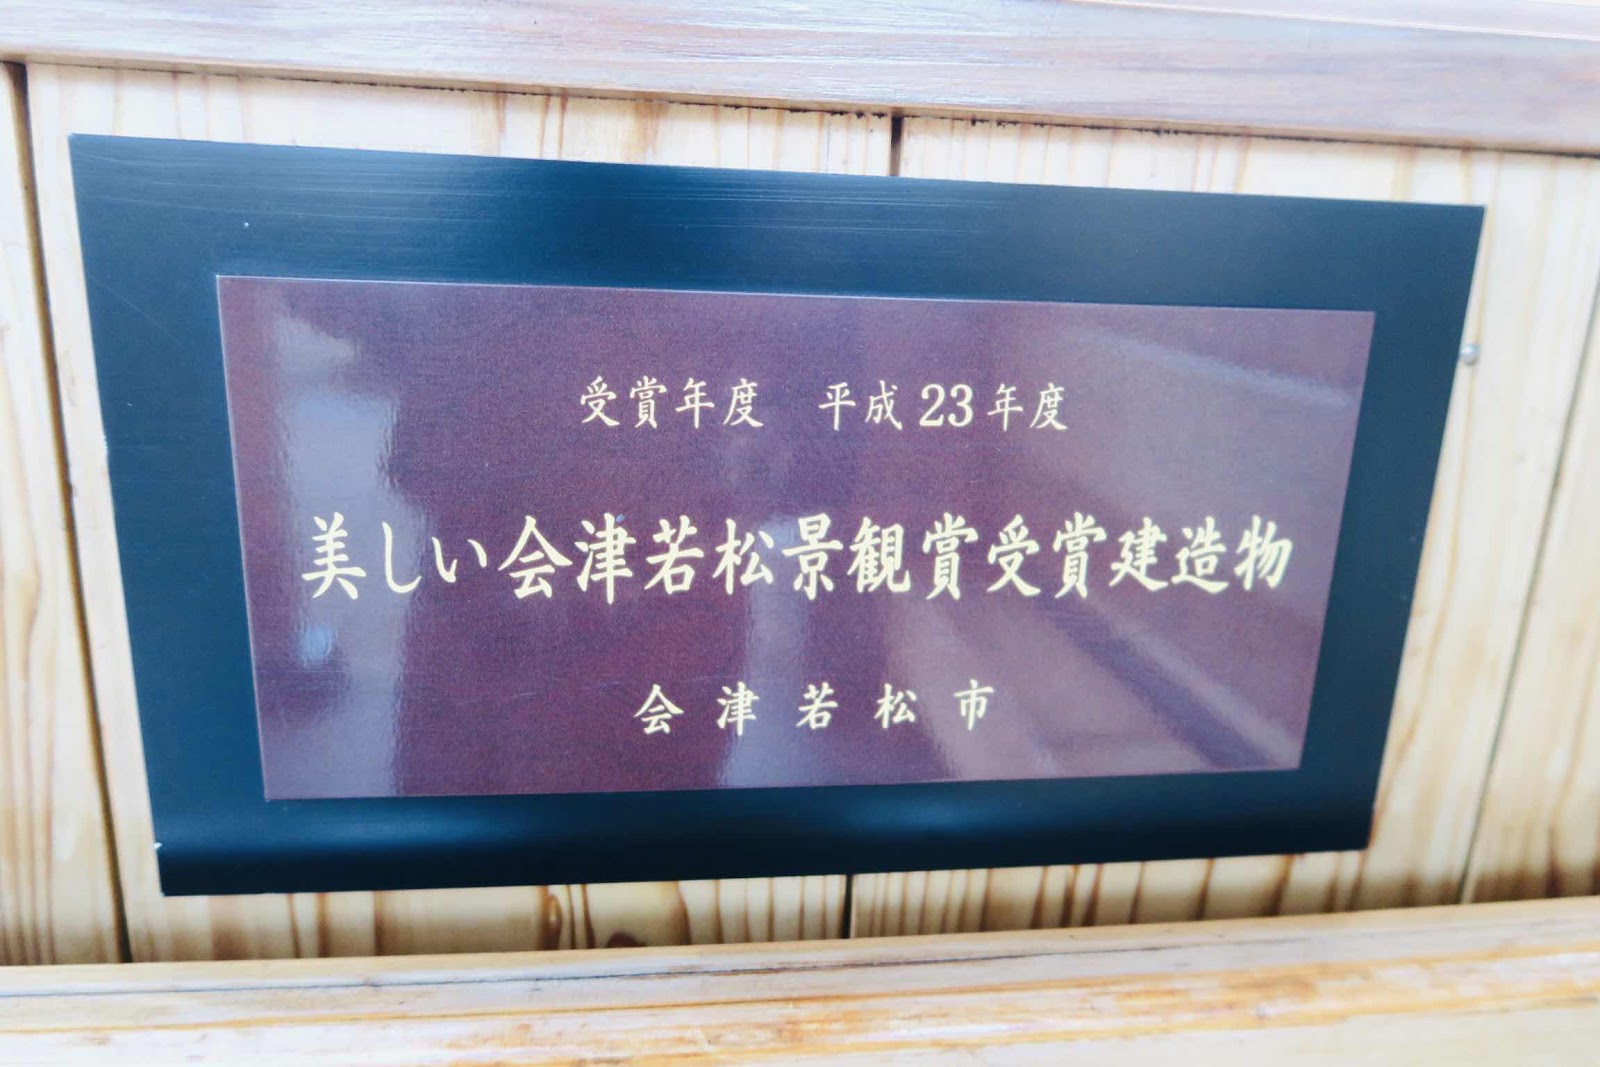 受賞年度　平成23年度
美しい会津若松景観賞受賞建造物
会津若松市